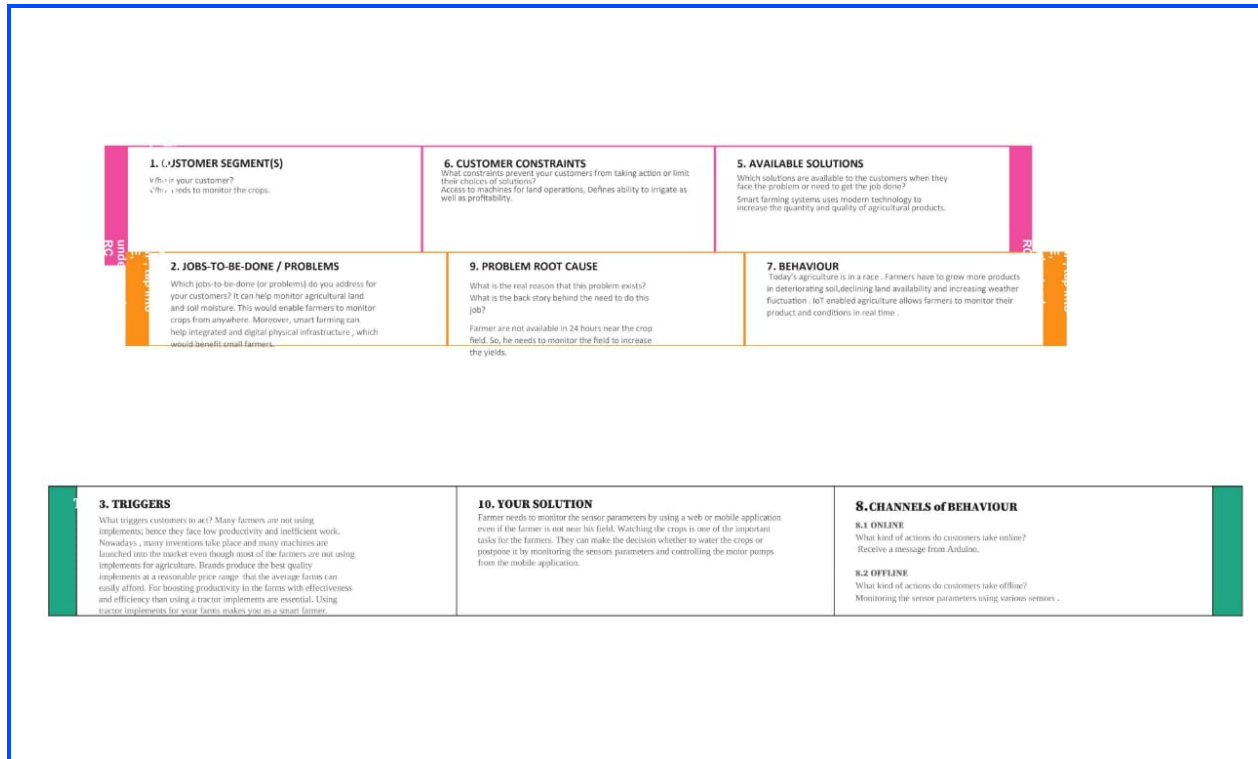 1. CUSTOMER SEGMENT(S)
is your customer?
needs to monitor the crops.
6. CUSTOMER CONSTRAINTS
What constraints prevent your customers from taking action or limit
their choices of solutions?
Access to machines for land operations, Defines ability to irrigate as
well as profitability.
5. AVAILABLE SOLUTIONS
Which solutions are available to the customers when they
face the problem or need to get the job done?
Smart farming systems uses modern technology to
increase the quantity and quality of agricultural products.
RC
unde
RC
2. JOBS-TO-BE-DONE / PROBLEMS
Which jobs-to-be-done (or problems) do you address for
your customers? It can help monitor agricultural land
and soil moisture. This would enable farmers to monitor
crops from anywhere. Moreover, smart farming can
help integrated and digital physical infrastructure , which
would benefit small farmers.
9. PROBLEM ROOT CAUSE
What is the real reason that this problem exists?
What is the back story behind the need to do this
job?
Farmer are not available in 24 hours near the crop
field. So, he needs to monitor the field to increase
the yields.
7. BEHAVIOUR
Today's agriculture is in a race . Farmers have to grow more products
in deteriorating soil,declining land availability and increasing weather
fluctuation . IoT enabled agriculture allows farmers to monitor their
product and conditions in real time .
3. TRIGGERS
What triggers customers to act? Many farmers are not using
implements; hence they face low productivity and inefficient work.
Nowadays , many inventions take place and many machines are
launched into the market even though most of the farmers are not using
implements for agriculture. Brands produce the best quality
implements at a reasonable price range that the average farms can
easily afford. For boosting productivity in the farms with effectiveness
and efficiency than using a tractor implements are essential. Using
tractor implements for your farms makes you as a smart farmer.
10. YOUR SOLUTION
Farmer needs to monitor the sensor parameters by using a web or mobile application
even if the farmer is not near his field. Watching the crops is one of the important
tasks for the farmers. They can make the decision whether to water the crops or
postpone it by monitoring the sensors parameters and controlling the motor pumps
from the mobile application.
8.CHANNELS of BEHAVIOUR
8.1 ONLINE
What kind of actions do customers take online?
Receive a message from Arduino.
8.2 OFFLINE
What kind of actions do customers take offline?
Monitoring the sensor parameters using various sensors .